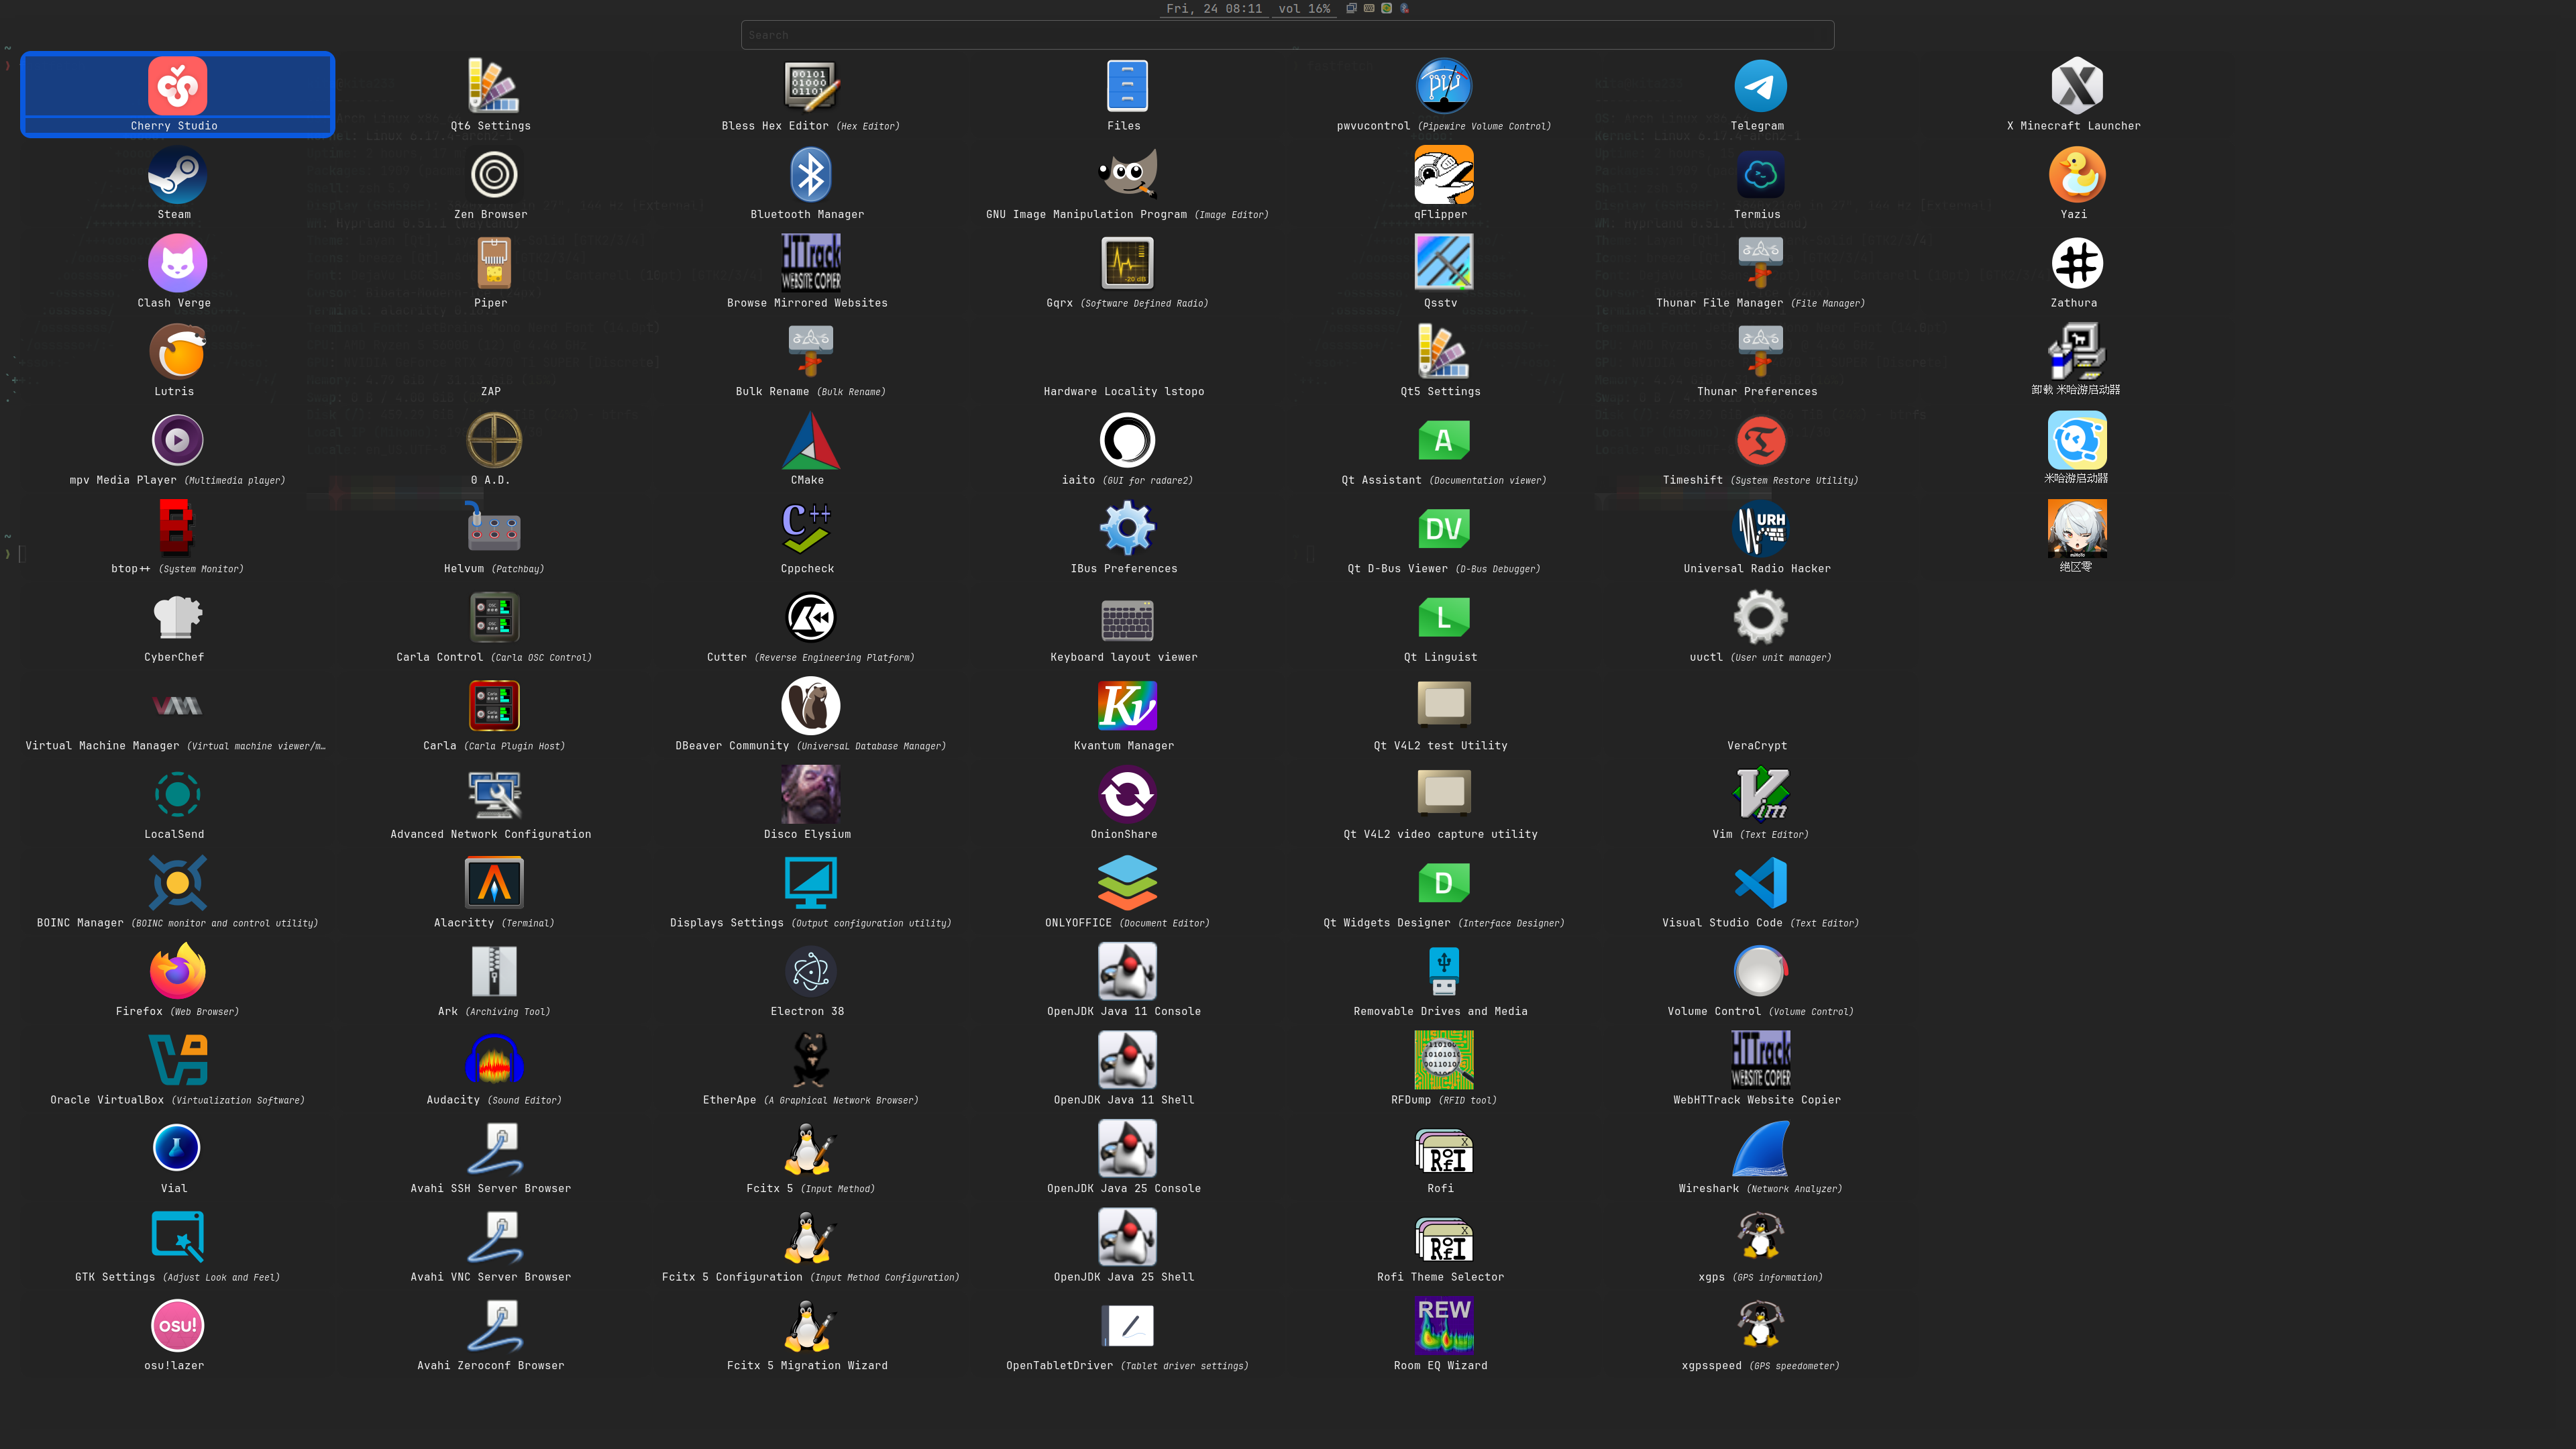 Fri, 24 08:11 vol 16%
Search
Cherry Studio
Qt6 Settings
Bless Hex Editor (Hex Editor)
Files
pwvucontrol (Pipewire Volume Control)
Telegram
X Minecraft Launcher
Steam
Zen Browser
Bluetooth Manager
GNU Image Manipulation Program (Image Editor)
qFlipper
Termius
Yazi
HTTrack
WEBSITE COPIER
Clash Verge
Piper
Browse Mirrored Websites
Gqrx (Software Defined Radio)
Qsstv
Thunar File Manager (File Manager)
Zathura
Lutris
ZAP
Bulk Rename (Bulk Rename)
Hardware Locality lstopo
Qt5 Settings
Thunar Preferences
卸载 米哈游启动器
A
mpv Media Player (Multimedia player)
0 A.D.
CMake
iaito (GUI for radare2)
Qt Assistant (Documentation viewer)
Timeshift (System Restore Utility)
米哈游启动器
B
C++
DV
URH
btop++ (System Monitor)
Helvum (Patchbay)
Cppcheck
IBus Preferences
Qt D-Bus Viewer (D-Bus Debugger)
Universal Radio Hacker
绝区零
L
CyberChef
Carla Control (Carla OSC Control)
Cutter (Reverse Engineering Platform)
Keyboard layout viewer
Qt Linguist
uuctl (User unit manager)
Kv
Virtual Machine Manager (Virtual machine viewer/m…
Carla (Carla Plugin Host)
DBeaver Community (UniversaL Database Manager)
Kvantum Manager
Qt V4L2 test Utility
VeraCrypt
Vim
LocalSend
Advanced Network Configuration
Disco Elysium
OnionShare
Qt V4L2 video capture utility
Vim (Text Editor)
D
BOINC Manager (BOINC monitor and control utility)
Alacritty (Terminal)
Displays Settings (Output configuration utility)
ONLYOFFICE (Document Editor)
Qt Widgets Designer (Interface Designer)
Visual Studio Code (Text Editor)
Firefox (Web Browser)
Ark (Archiving Tool)
Electron 38
OpenJDK Java 11 Console
Removable Drives and Media
Volume Control (Volume Control)
HTTrack
WEBSITE COPIER
Oracle VirtualBox (Virtualization Software)
Audacity (Sound Editor)
EtherApe (A Graphical Network Browser)
OpenJDK Java 11 Shell
RFDump (RFID tool)
WebHTTrack Website Copier
RofI
Vial
Avahi SSH Server Browser
Fcitx 5 (Input Method)
OpenJDK Java 25 Console
Rofi
Wireshark (Network Analyzer)
RofI
GTK Settings (Adjust Look and Feel)
Avahi VNC Server Browser
Fcitx 5 Configuration (Input Method Configuration)
OpenJDK Java 25 Shell
Rofi Theme Selector
xgps (GPS information)
osu!
REW
osu!lazer
Avahi Zeroconf Browser
Fcitx 5 Migration Wizard
OpenTabletDriver (Tablet driver settings)
Room EQ Wizard
xgpsspeed (GPS speedometer)